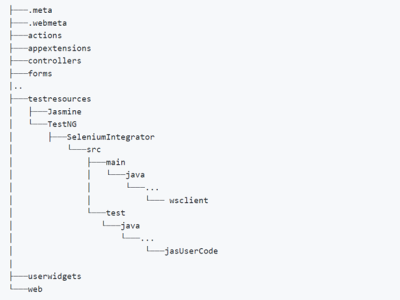 .meta
.webmeta
actions
appextensions
controllers
forms
..
testresources
Jasmine
TestNG
SeleniumIntegrator
src
main
java
...
wsclient
test
java
...
jasUserCode
userwidgets
web